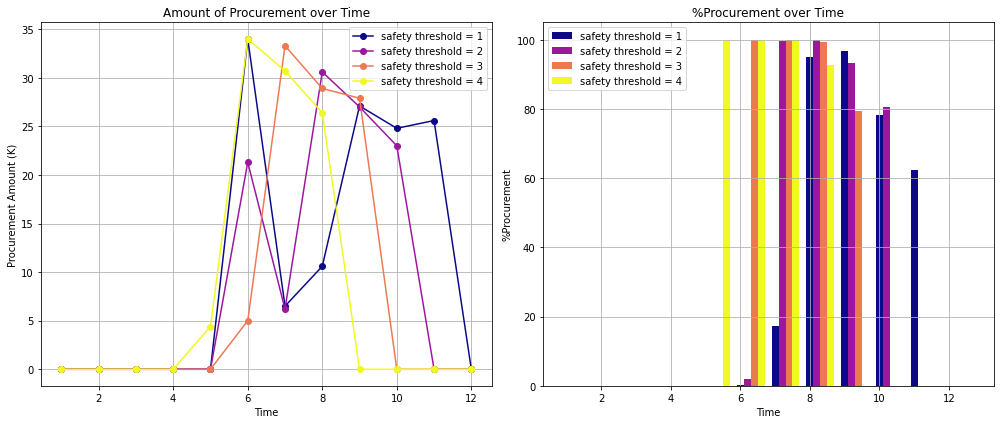 Amount of Procurement over Time
35
30
25
20
15
10
5
0
Procurement Amount (K)
safety threshold = 1
safety threshold = 2
safety threshold = 3
safety threshold = 4
2 4 6 8 10 12
Time
%Procurement over Time
100
80
60
40
20
0
%Procurement
safety threshold = 1
safety threshold = 2
safety threshold = 3
safety threshold = 4
2 4 6 8 10 12
Time